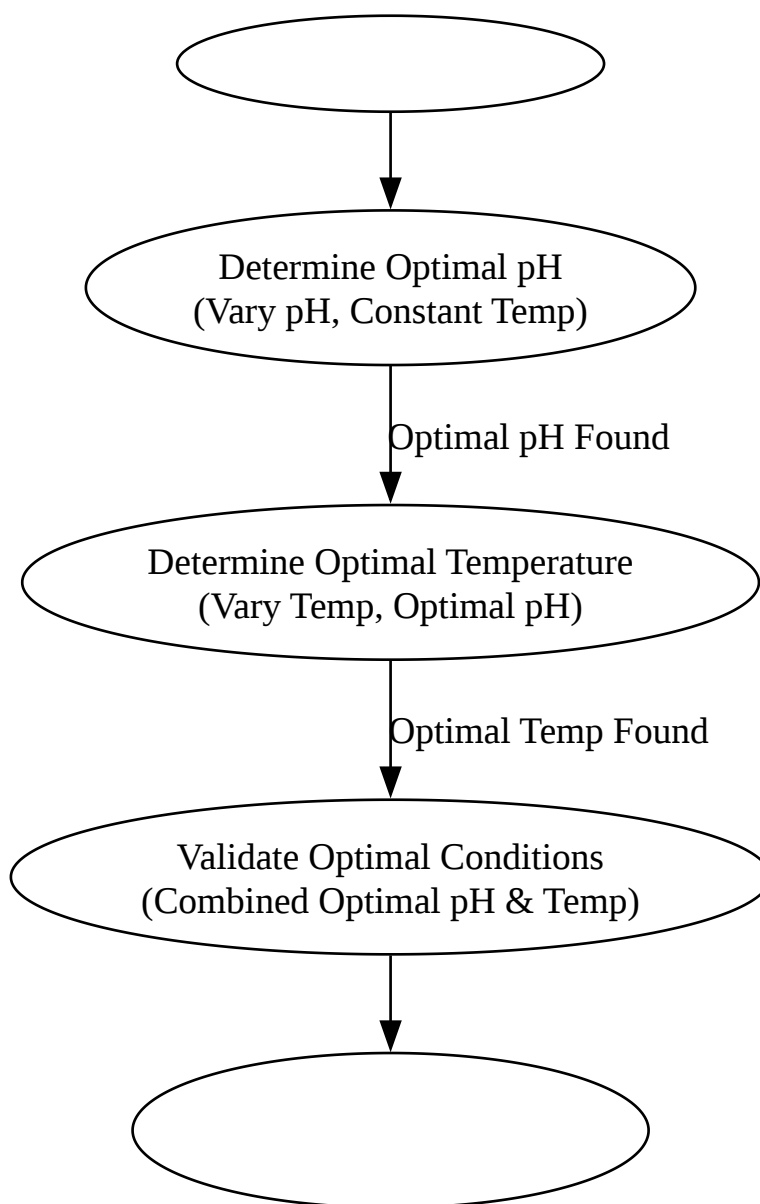 Determine Optimal pH
(Vary pH, Constant Temp)
Optimal pH Found
Determine Optimal Temperature
(Vary Temp, Optimal pH)
Optimal Temp Found
Validate Optimal Conditions
(Combined Optimal pH & Temp)